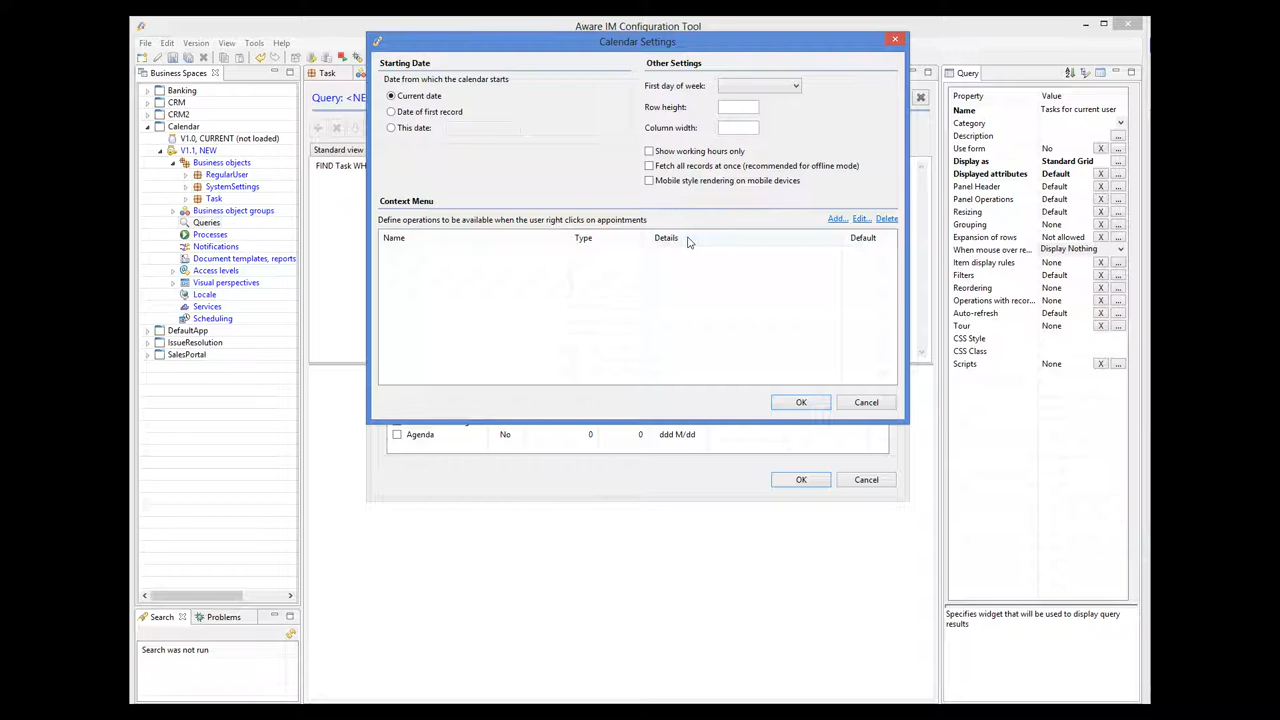 Aware IM Configuration Tool
File Edit Version View Tools Help
Business Spaces
Banking
CRM
CRM2
Calendar
V1.0, CURRENT (not loaded)
V1.1, NEW
Business objects
RegularUser
SystemSettings
Task
Business object groups
Queries
Processes
Notifications
Document templates, reports
Access levels
Visual perspectives
Locale
Services
Scheduling
DefaultApp
IssueResolution
SalesPortal
Search Problems
Search was not run
Task
Query: <NE
Standard view
FIND Task WH
Calendar Settings
Starting Date
Date from which the calendar starts
Current date
Date of first record
This date:
Other Settings
First day of week:
Row height:
Column width:
Show working hours only
Fetch all records at once (recommended for offline mode)
Mobile style rendering on mobile devices
Context Menu
Define operations to be available when the user right clicks on appointments
Add... Edit... Delete
Name Type Details Default
OK Cancel
Agenda No 0 0 ddd M/dd
OK Cancel
Query
Property Value
Name Tasks for current user
Category
Description ...
Use form No X ...
Display as Standard Grid X ...
Displayed attributes Default X ...
Panel Header Default X ...
Panel Operations Default X ...
Resizing Default X ...
Grouping Default X ...
Expansion of rows Not allowed X ...
When mouse over re... Display Nothing
Item display rules None X ...
Filters Default X ...
Reordering None X ...
Operations with recor... None X ...
Auto-refresh Default X ...
Tour None X ...
CSS Style
CSS Class
Scripts None X ...
Specifies widget that will be used to display query
results